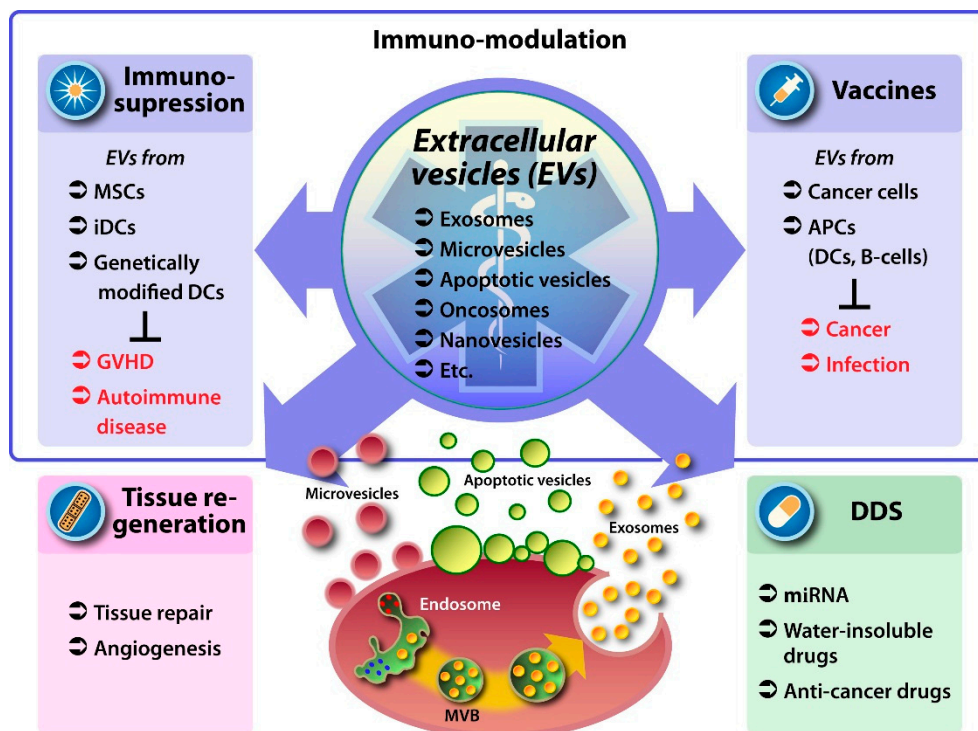 Immuno-modulation
Immuno-
supression
EVs from
MSCs
iDCs
Genetically
modified DCs
GVHD
Autoimmune
disease
Extracellular
vesicles (EVs)
Exosomes
Microvesicles
Apoptotic vesicles
Oncosomes
Nanovesicles
Etc.
Vaccines
EVs from
Cancer cells
APCs
(DCs, B-cells)
Cancer
Infection
Tissue re-
generation
Tissue repair
Angiogenesis
Microvesicles
Apoptotic vesicles
Exosomes
Endosome
MVB
DDS
miRNA
Water-insoluble
drugs
Anti-cancer drugs